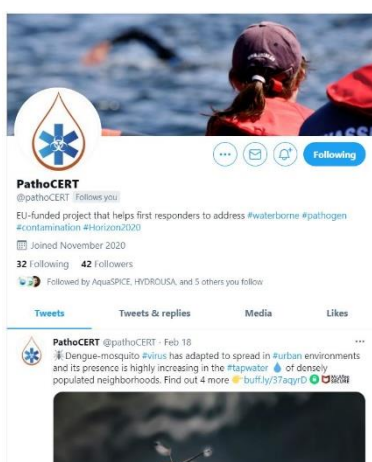 Following
PathoCERT
@pathoCERT Follows you
EU-funded project that helps first responders to address #waterborne #pathogen
#contamination #Horizon2020
Joined November 2020
32 Following 42 Followers
Followed by AquaSPICE, HYDROUSA, and 5 others you follow
Tweets Tweets & replies Media Likes
PathoCERT @pathoCERT · Feb 18
Dengue-mosquito #virus has adapted to spread in #urban environments
and its presence is highly increasing in the #tapwater of densely
populated neighborhoods. Find out 4 more buff.ly/37aqyrD